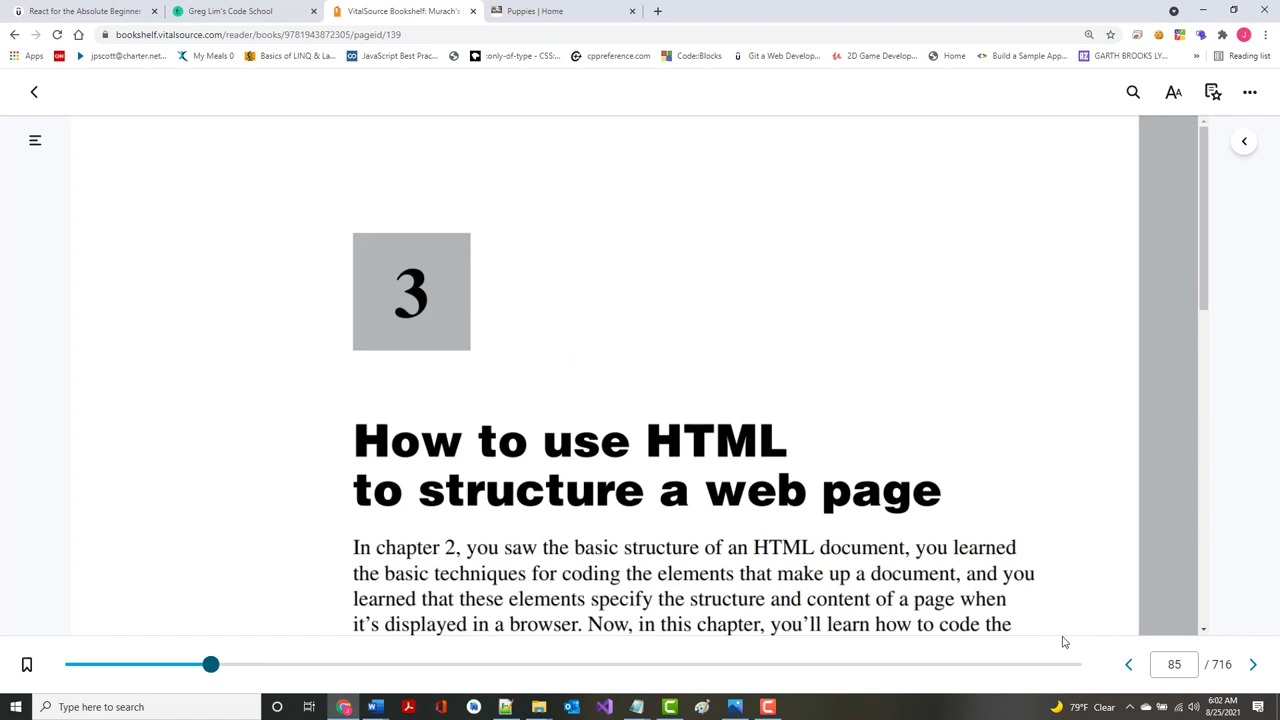 React for the Absolute Beginner
Greg Lim's Code School
VitalSource Bookshelf: Murach's
Puppies | Home
bookshelf.vitalsource.com/reader/books/9781943872305/pageid/139
Apps
jpscott@charter.net...
My Meals 0
Basics of LINQ & La...
JavaScript Best Prac...
:only-of-type - CSS:...
cppreference.com
Code::Blocks
Git a Web Develop...
2D Game Develop...
Home
Build a Sample App...
GARTH BROOKS LY...
Reading list
3
How to use HTML
to structure a web page
In chapter 2, you saw the basic structure of an HTML document, you learned
the basic techniques for coding the elements that make up a document, and you
learned that these elements specify the structure and content of a page when
it's displayed in a browser. Now, in this chapter, you'll learn how to code the
85 / 716
Type here to search
79°F Clear
6:02 AM
8/25/2021